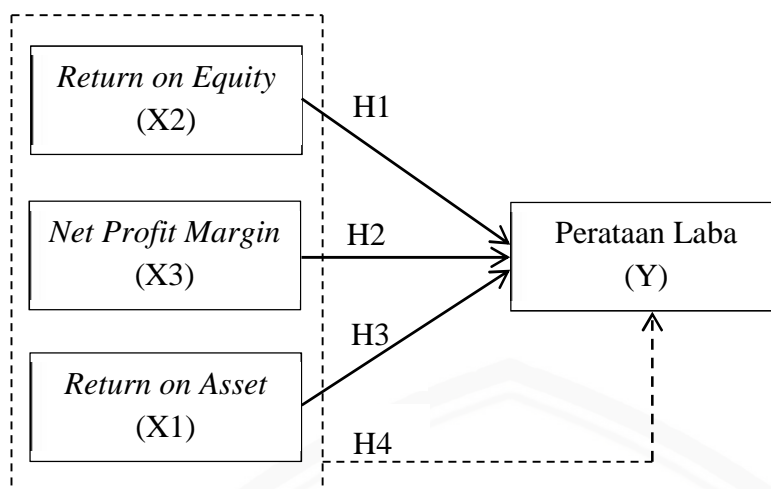 Return on Equity
(X2)
H1
Net Profit Margin
(X3)
H2
Perataan Laba
(Y)
H3
Return on Asset
(X1)
H4